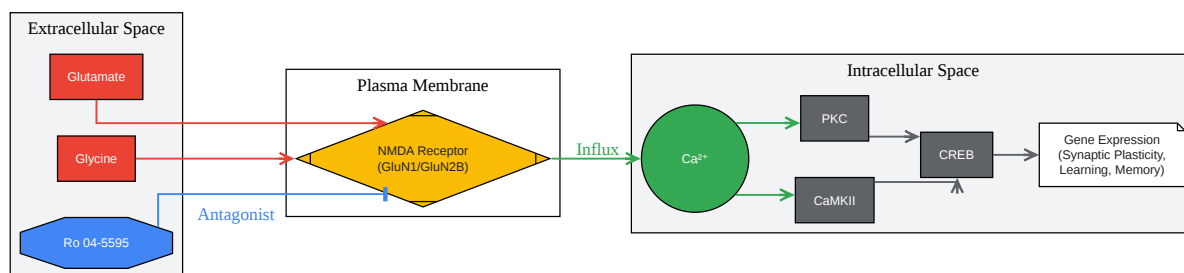 Extracellular Space
Glutamate
Glycine
Ro 04-5595
Antagonist
Plasma Membrane
NMDA Receptor
(GluN1/GluN2B)
Influx
Intracellular Space
Ca²⁺
PKC
CaMKII
CREB
Gene Expression
(Synaptic Plasticity,
Learning, Memory)